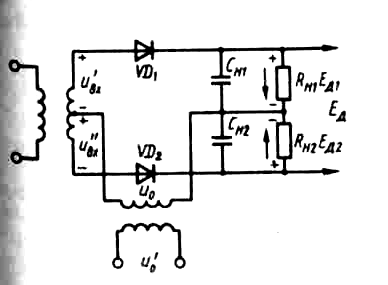 +
VD₁
u'вх
-
+
u''вх
-
VD₂
u₀
u'₀
Cн1
+
Rн1 Eд1
-
Eд
Cн2
-
Rн2 Eд2
+